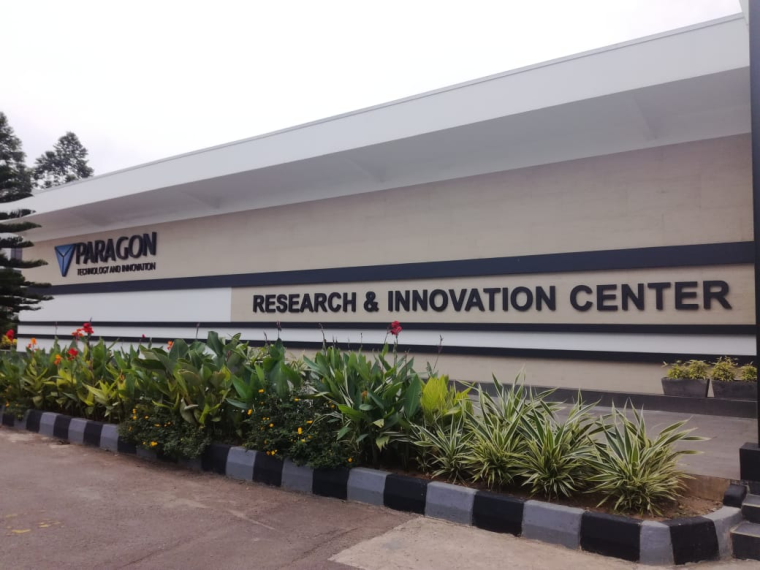 PARAGON
TECHNOLOGY AND INNOVATION
RESEARCH & INNOVATION CENTER